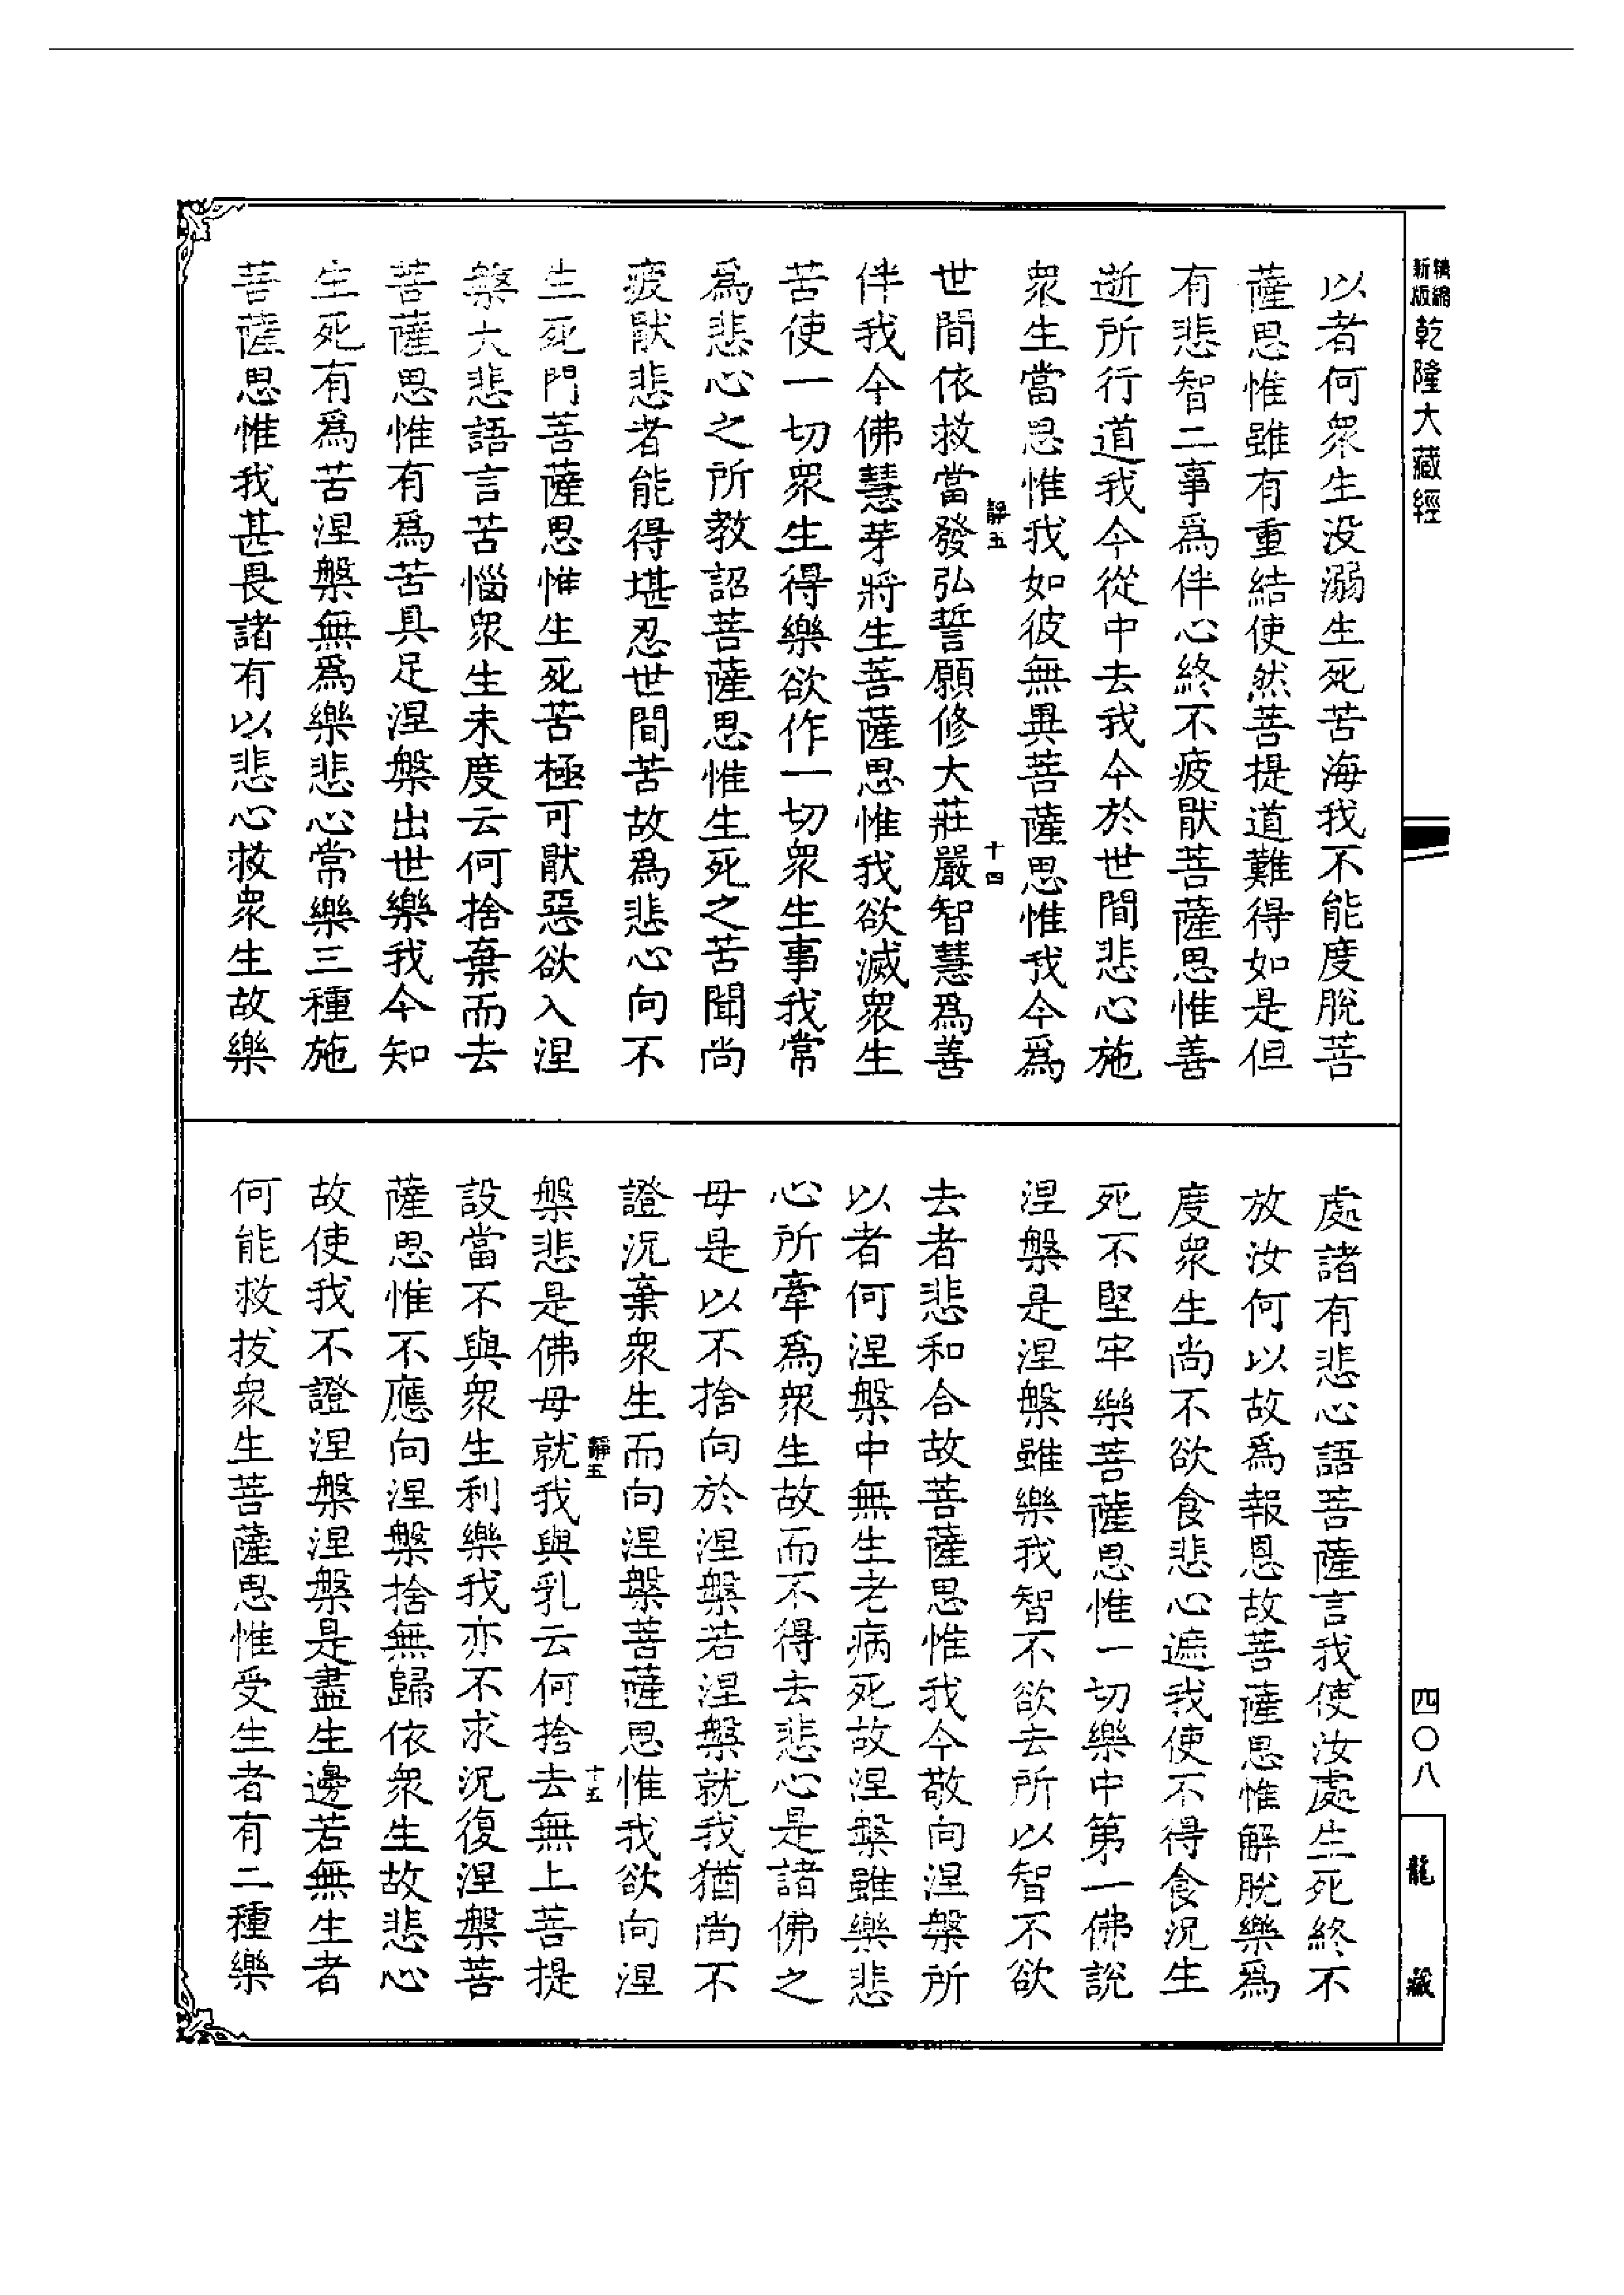 精縮
新版
乾隆大藏經
四〇八
龍藏
以者何衆生没溺生死苦海我不能度脫菩
薩思惟雖有重結使然菩提道難得如是但
有悲智二事爲伴心終不疲猒菩薩思惟善
逝所行道我今從中去我今於世間悲心施
衆生當思惟我如彼無異菩薩思惟我今爲
靜五
十四
世間依救當發弘誓願修大莊嚴智慧爲善
伴我今佛慧芽將生菩薩思惟我欲滅衆生
苦使一切衆生得樂欲作一切衆生事我常
爲悲心之所教詔菩薩思惟生死之苦聞尚
疲猒悲者能得堪忍世間苦故爲悲心向不
生死門菩薩思惟生死苦極可猒惡欲入涅
槃大悲語言苦惱衆生未度云何捨棄而去
菩薩思惟有爲苦具足涅槃出世樂我今知
生死有爲苦涅槃無爲樂悲心常樂三種施
菩薩思惟我甚畏諸有以悲心救衆生故樂
處諸有悲心語菩薩言我使汝處生死終不
放汝何以故爲報恩故菩薩思惟解脫樂爲
度衆生尚不欲食悲心遮我使不得食況生
死不堅牢樂菩薩思惟一切樂中第一佛說
涅槃是涅槃雖樂我智不欲去所以智不欲
去者悲和合故菩薩思惟我今敬向涅槃所
以者何涅槃中無生老病死故涅槃雖樂悲
心所牽爲衆生故而不得去悲心是諸佛之
母是以不捨向於涅槃若涅槃就我猶尚不
證況棄衆生而向涅槃菩薩思惟我欲向涅
靜五
十五
槃悲是佛母就我與乳云何捨去無上菩提
設當不與衆生利樂我亦不求況復涅槃菩
薩思惟不應向涅槃捨無歸依衆生故悲心
故使我不證涅槃涅槃是盡生邊若無生者
何能救拔衆生菩薩思惟受生者有二種樂